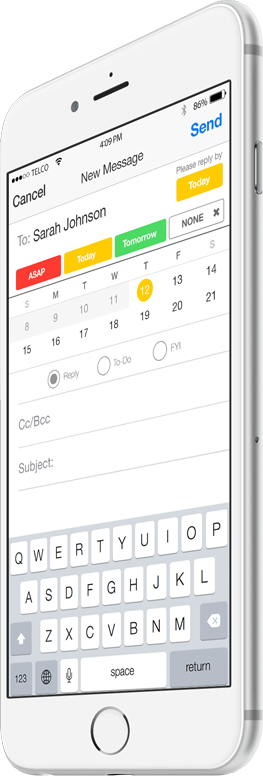 TELCO 4:09 PM 86%
Cancel New Message Send
To: Sarah Johnson Please reply by
Today
ASAP Today Tomorrow NONE ✖
S M T W T F S
8 9 10 11 12 13 14
15 16 17 18 19 20 21
Reply To-Do FYI
Cc/Bcc
Subject:
Q W E R T Y U I O P
A S D F G H J K L
Z X C V B N M
123 space return